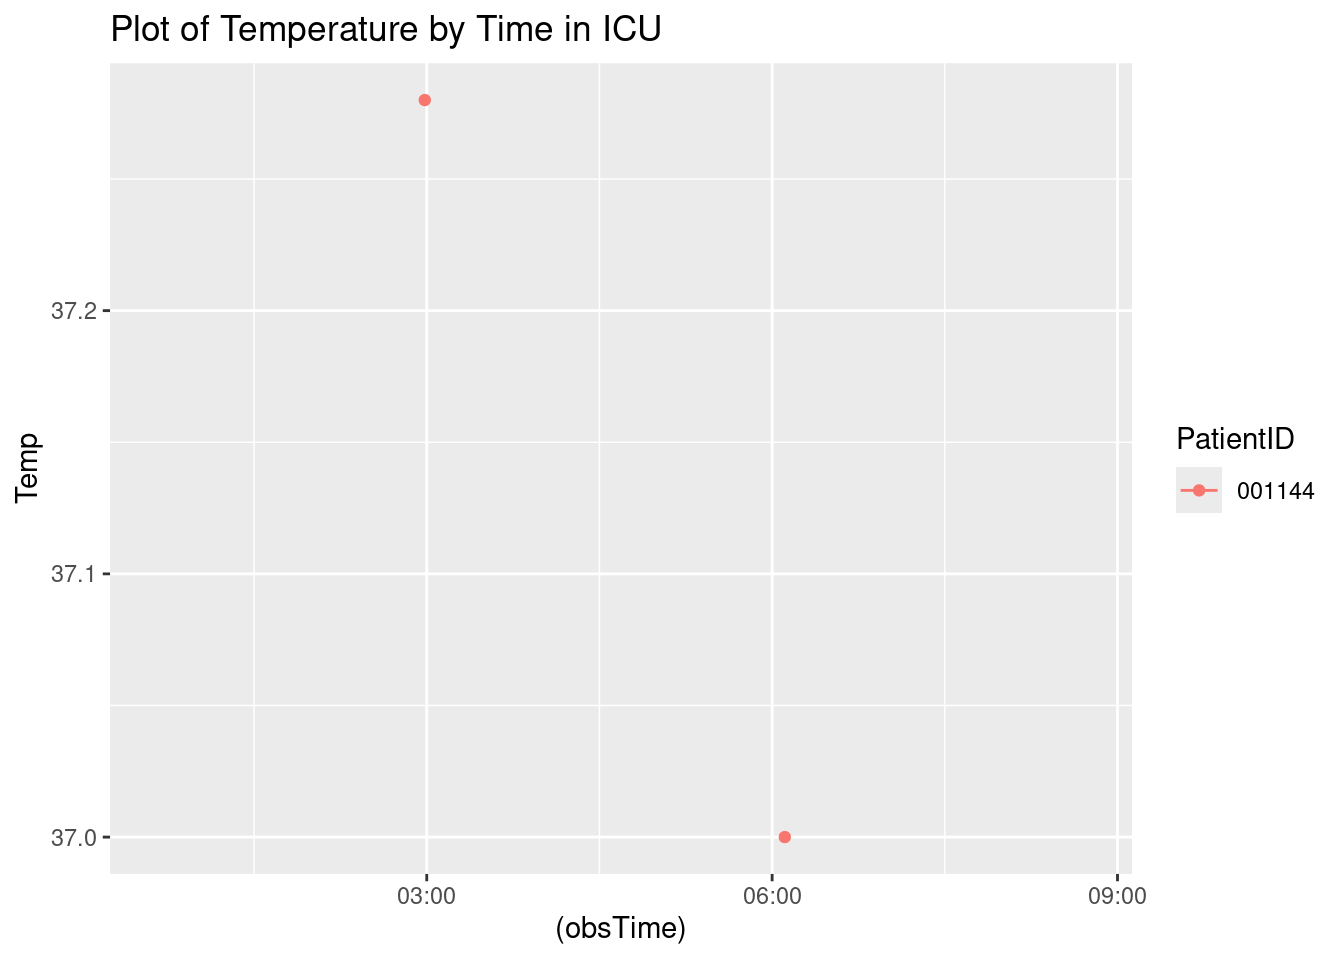 Plot of Temperature by Time in ICU
37.2
37.1
37.0
Temp
03:00
06:00
09:00
(obsTime)
PatientID
001144